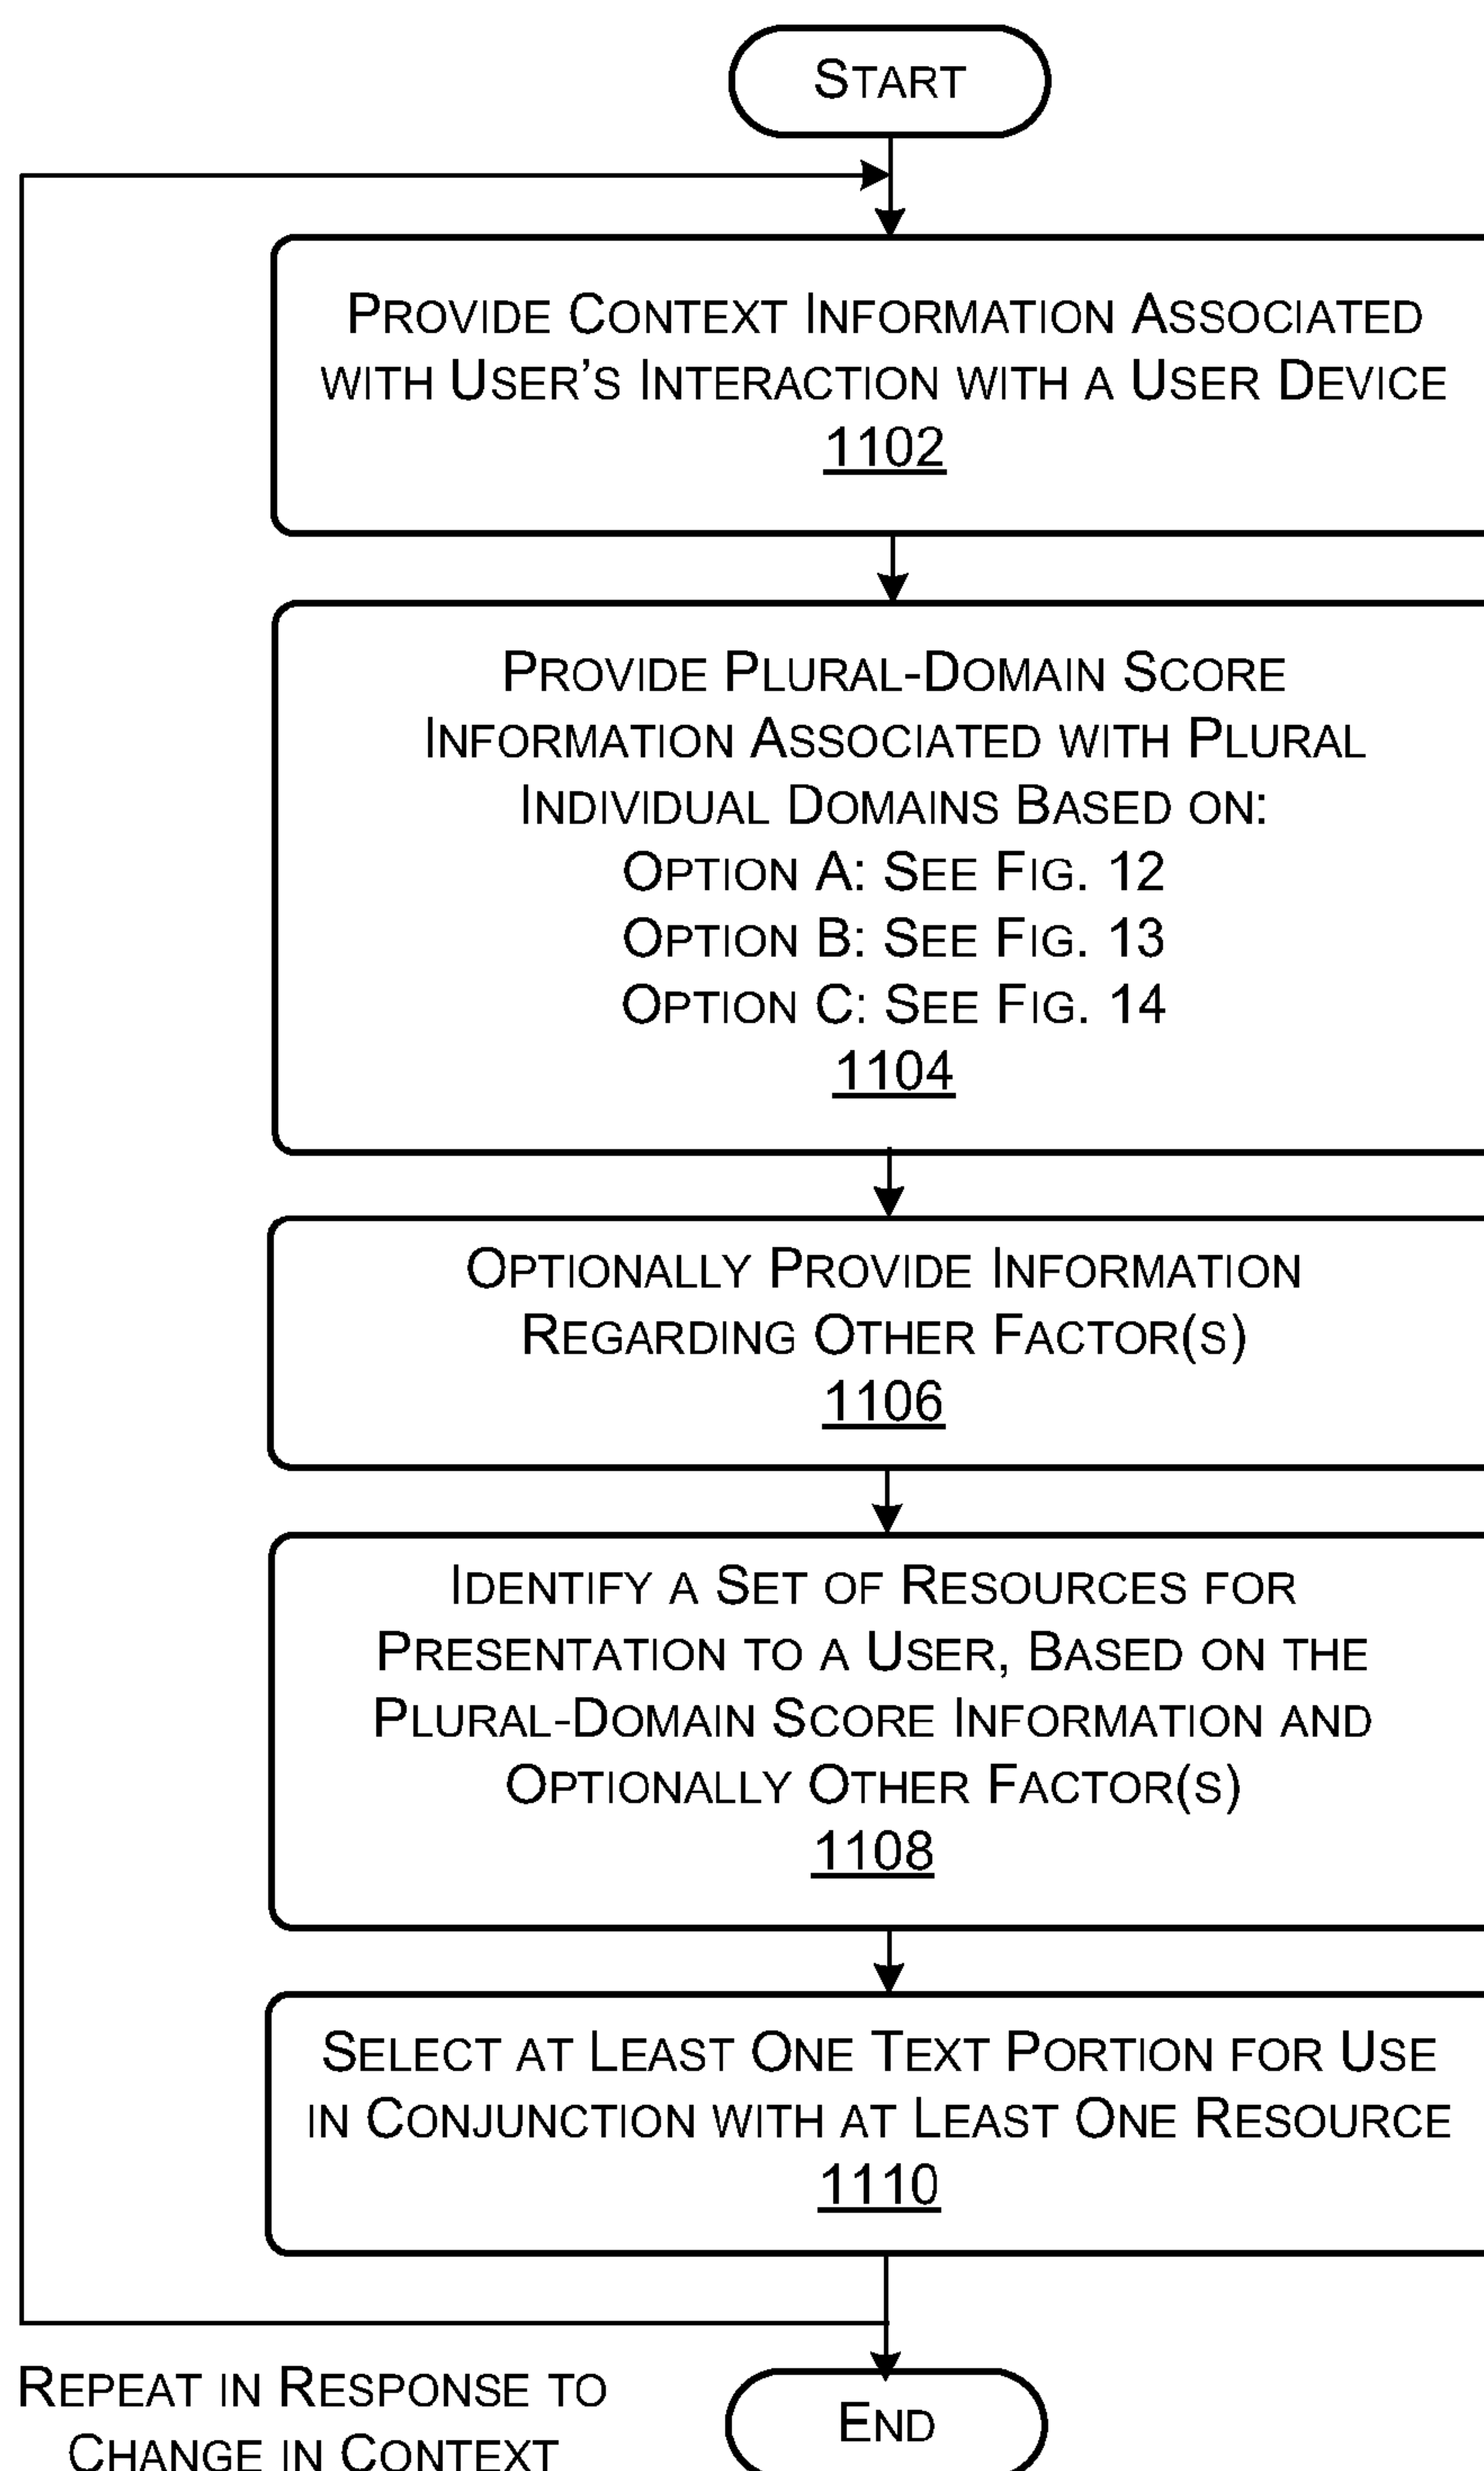 START
PROVIDE CONTEXT INFORMATION ASSOCIATED
WITH USER'S INTERACTION WITH A USER DEVICE
1102
PROVIDE PLURAL-DOMAIN SCORE
INFORMATION ASSOCIATED WITH PLURAL
INDIVIDUAL DOMAINS BASED ON:
OPTION A: SEE FIG. 12
OPTION B: SEE FIG. 13
OPTION C: SEE FIG. 14
1104
OPTIONALLY PROVIDE INFORMATION
REGARDING OTHER FACTOR(S)
1106
IDENTIFY A SET OF RESOURCES FOR
PRESENTATION TO A USER, BASED ON THE
PLURAL-DOMAIN SCORE INFORMATION AND
OPTIONALLY OTHER FACTOR(S)
1108
SELECT AT LEAST ONE TEXT PORTION FOR USE
IN CONJUNCTION WITH AT LEAST ONE RESOURCE
1110
REPEAT IN RESPONSE TO
CHANGE IN CONTEXT
END